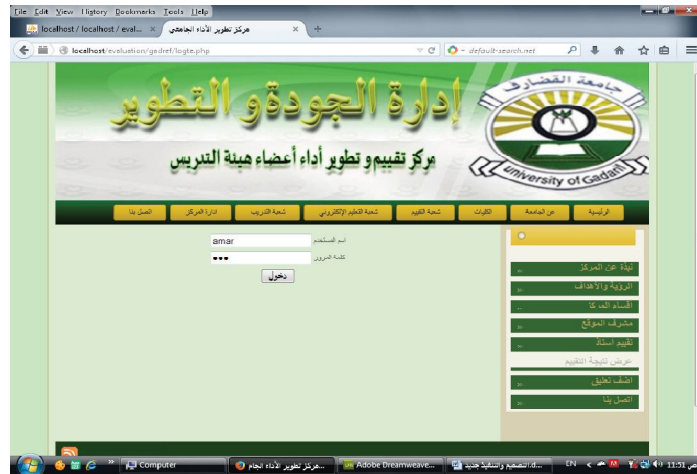 File Edit View History Bookmarks Tools Help
localhost / localhost / eval...
مركز تطوير الأداء الجامعي
localhost/evaluation/gadref/logte.php
default-search.net
إدارة الجودة و التطوير
مركز تقييم و تطوير أداء أعضاء هيئة التدريس
جامعة القضارف
University of Gadarif
الرئيسية
عن الجامعة
الكليات
شعبة التقييم
شعبة التعليم الإلكتروني
شعبة التدريب
ادارة المركز
اتصل بنا
اسم المستخدم
amar
كلمة المرور
دخول
نبذة عن المركز
الرؤية والأهداف
أقسام المركز
مشرف الموقع
تقييم استاذ
عرض نتيجة التقييم
اضف تعليق
اتصل بنا
Computer
مركز تطوير الأداء الجام...
Adobe Dreamweave...
التصميم والتنفيذ جديد.d...
EN
11:51 ص